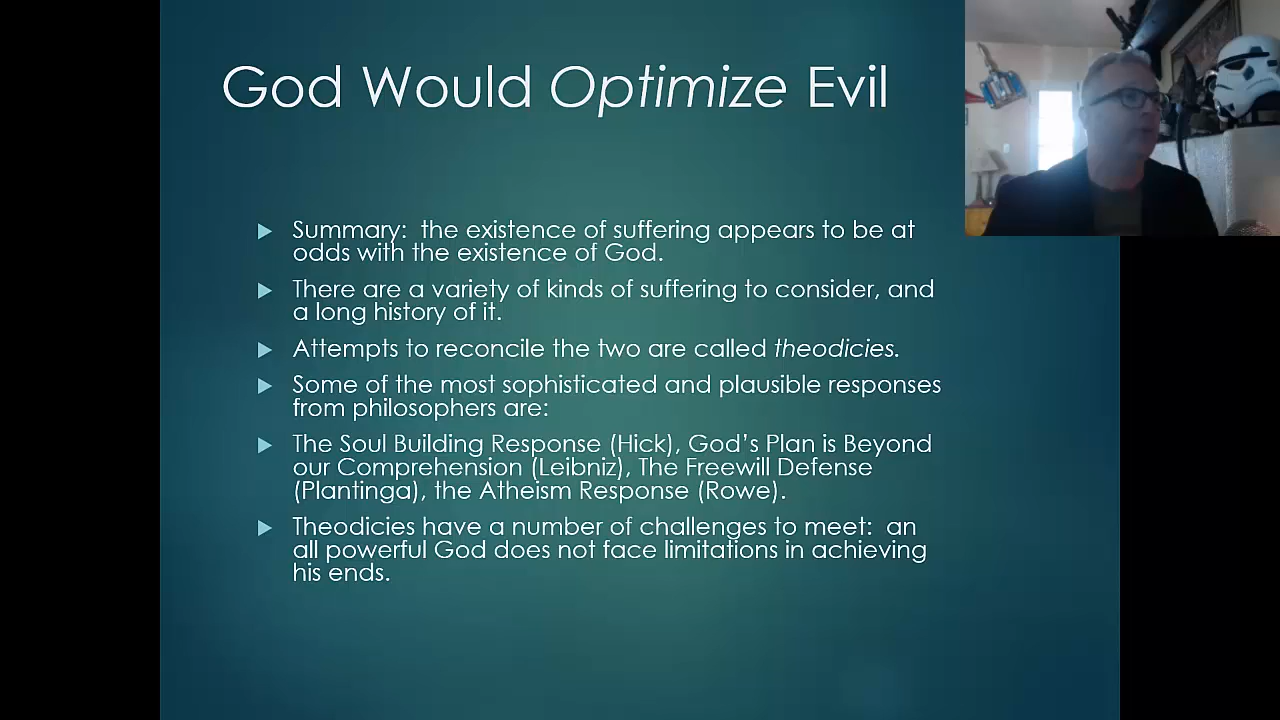 God Would Optimize Evil
Summary:  the existence of suffering appears to be at
odds with the existence of God.
There are a variety of kinds of suffering to consider, and
a long history of it.
Attempts to reconcile the two are called theodicies.
Some of the most sophisticated and plausible responses
from philosophers are:
The Soul Building Response (Hick), God’s Plan is Beyond
our Comprehension (Leibniz), The Freewill Defense
(Plantinga), the Atheism Response (Rowe).
Theodicies have a number of challenges to meet:  an
all powerful God does not face limitations in achieving
his ends.